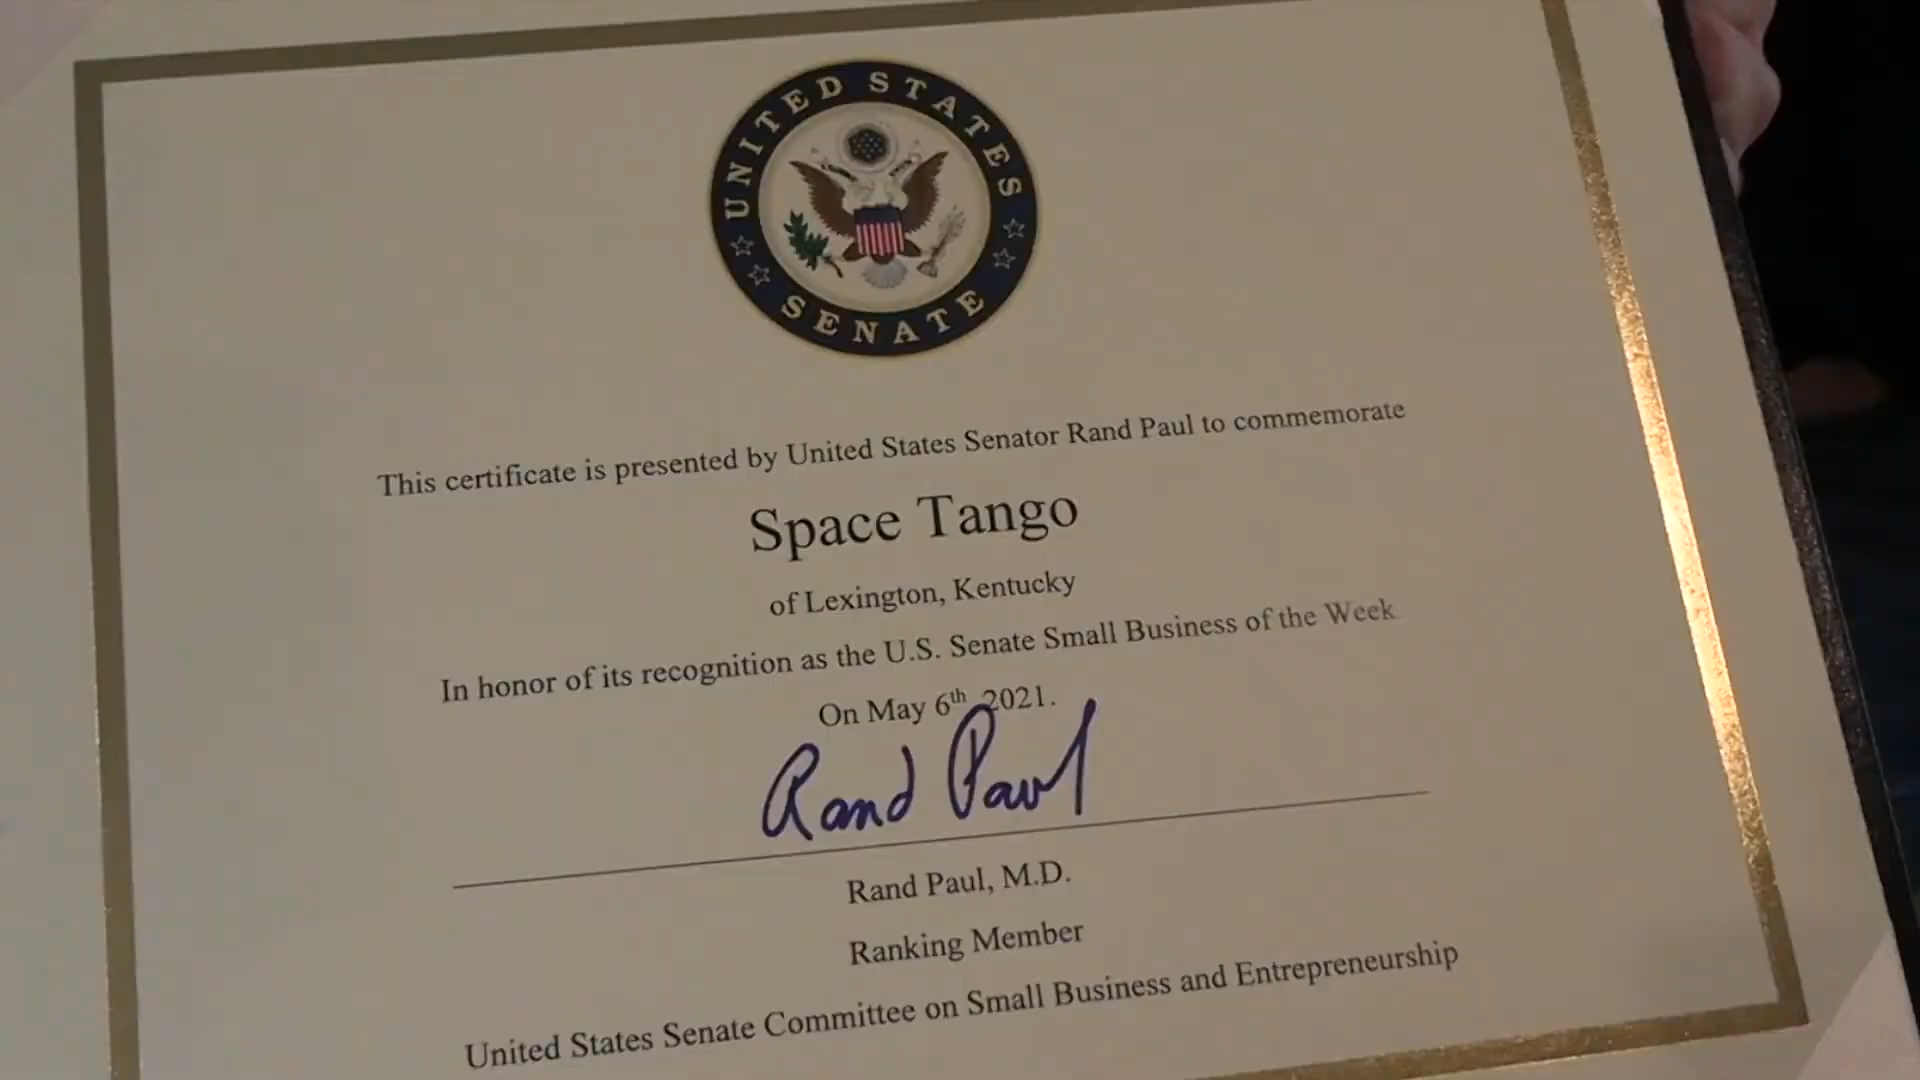 UNITED STATES
SENATE
This certificate is presented by United States Senator Rand Paul to commemorate
Space Tango
of Lexington, Kentucky
In honor of its recognition as the U.S. Senate Small Business of the Week
On May 6th 2021.
Rand Paul
Rand Paul, M.D.
Ranking Member
United States Senate Committee on Small Business and Entrepreneurship